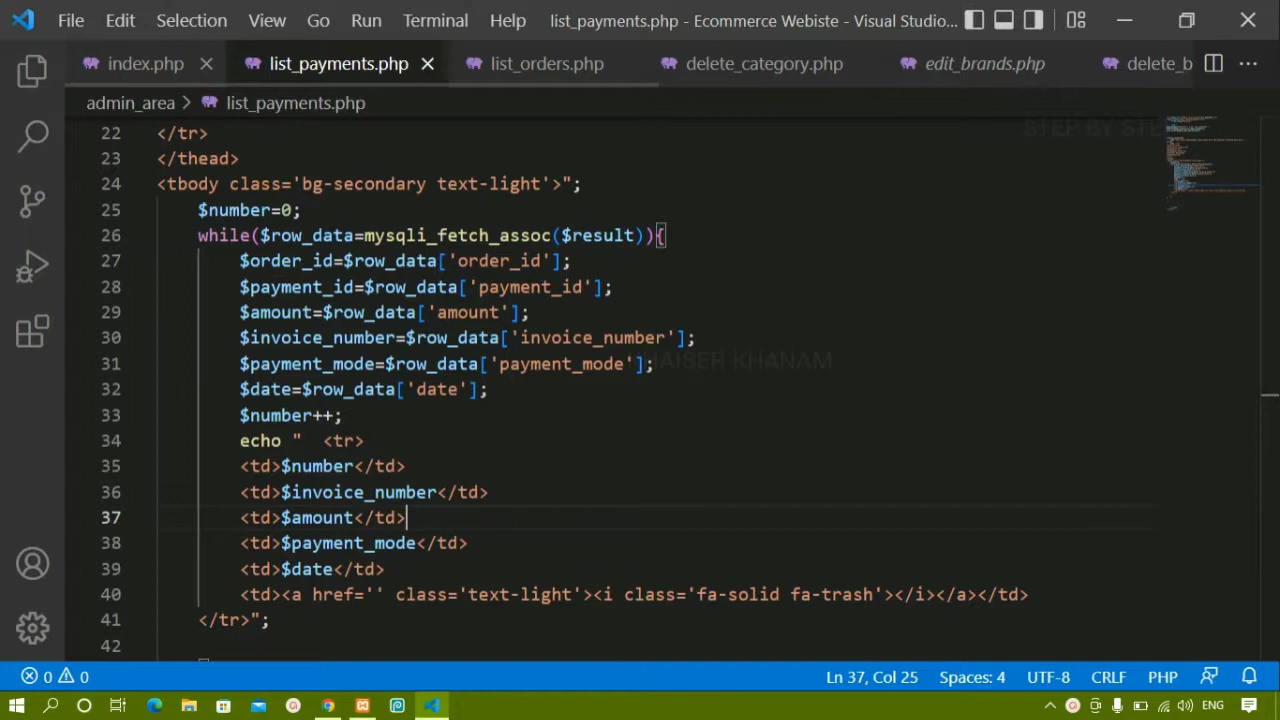 File Edit Selection View Go Run Terminal Help list_payments.php - Ecommerce Webiste - Visual Studio...
index.php list_payments.php list_orders.php delete_category.php edit_brands.php delete_b
admin_area > list_payments.php
STEP BY STE
22 </tr>
23 </thead>
24 <tbody class='bg-secondary text-light'>";
25 $number=0;
26 while($row_data=mysqli_fetch_assoc($result)){
27 $order_id=$row_data['order_id'];
28 $payment_id=$row_data['payment_id'];
29 $amount=$row_data['amount'];
30 $invoice_number=$row_data['invoice_number'];
31 $payment_mode=$row_data['payment_mode'];
KHANAM
32 $date=$row_data['date'];
33 $number++;
34 echo " <tr>
35 <td>$number</td>
36 <td>$invoice_number</td>
37 <td>$amount</td>
38 <td>$payment_mode</td>
39 <td>$date</td>
40 <td><a href='' class='text-light'><i class='fa-solid fa-trash'></i></a></td>
41 </tr>";
42
0 0 Ln 37, Col 25 Spaces: 4 UTF-8 CRLF PHP
ENG